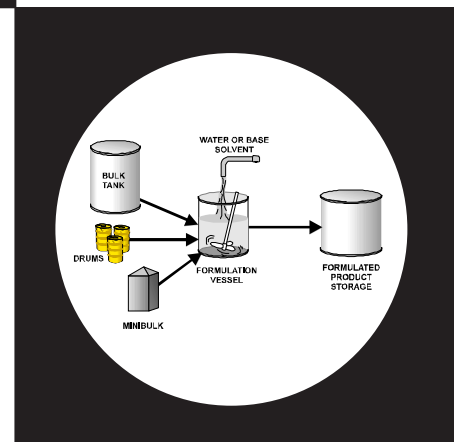 WATER OR BASE
SOLVENT
BULK
TANK
DRUMS
FORMULATION
VESSEL
FORMULATED
PRODUCT
STORAGE
MINIBULK